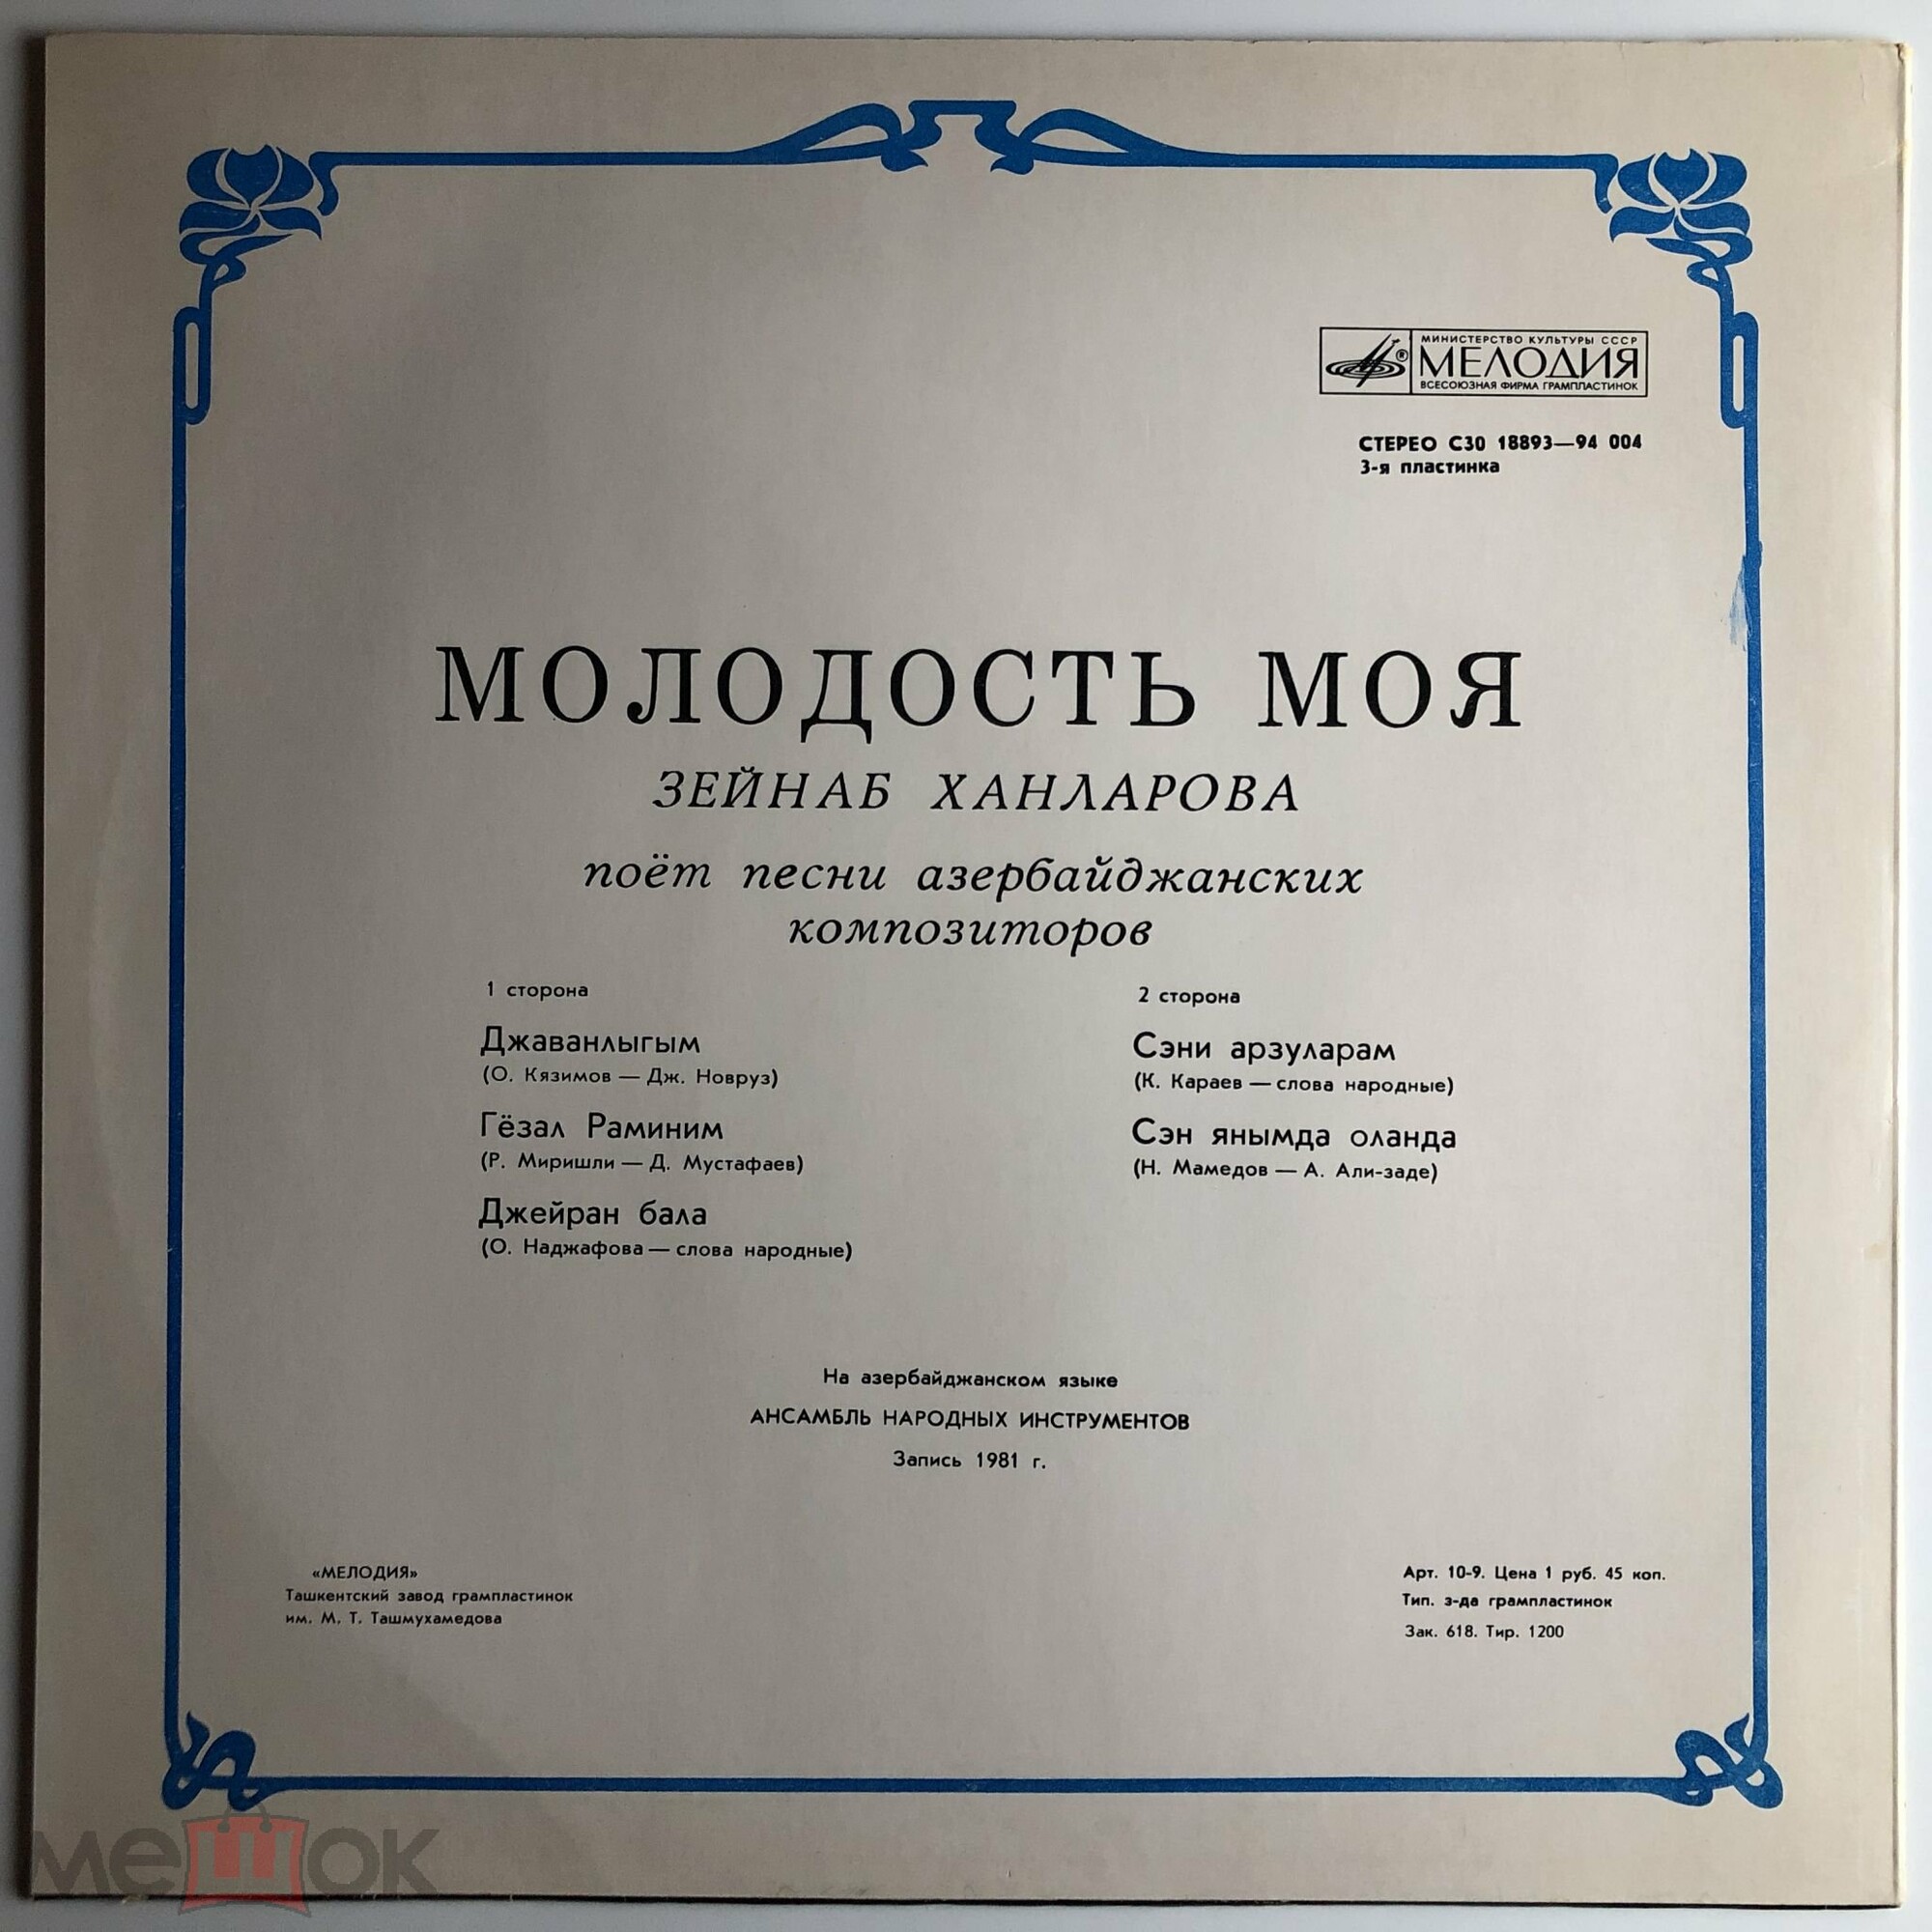 МИНИСТЕРСТВО КУЛЬТУРЫ СССР
МЕЛОДИЯ
ВСЕСОЮЗНАЯ ФИРМА ГРАМПЛАСТИНОК
СТЕРЕО С30 18893—94 004
3-я пластинка
МОЛОДОСТЬ МОЯ
ЗЕЙНАБ ХАНЛАРОВА
поёт песни азербайджанских
композиторов
1 сторона
Джаванлыгым
(О. Кязимов — Дж. Новруз)
Гёзал Раминим
(Р. Миришли — Д. Мустафаев)
Джейран бала
(О. Наджафова — слова народные)
2 сторона
Сэни арзуларам
(К. Караев — слова народные)
Сэн янымда оланда
(Н. Мамедов — А. Али-заде)
На азербайджанском языке
АНСАМБЛЬ НАРОДНЫХ ИНСТРУМЕНТОВ
Запись 1981 г.
«МЕЛОДИЯ»
Ташкентский завод грампластинок
им. М. Т. Ташмухамедова
Арт. 10-9. Цена 1 руб. 45 коп.
Тип. з-да грампластинок
Зак. 618. Тир. 1200
мешок